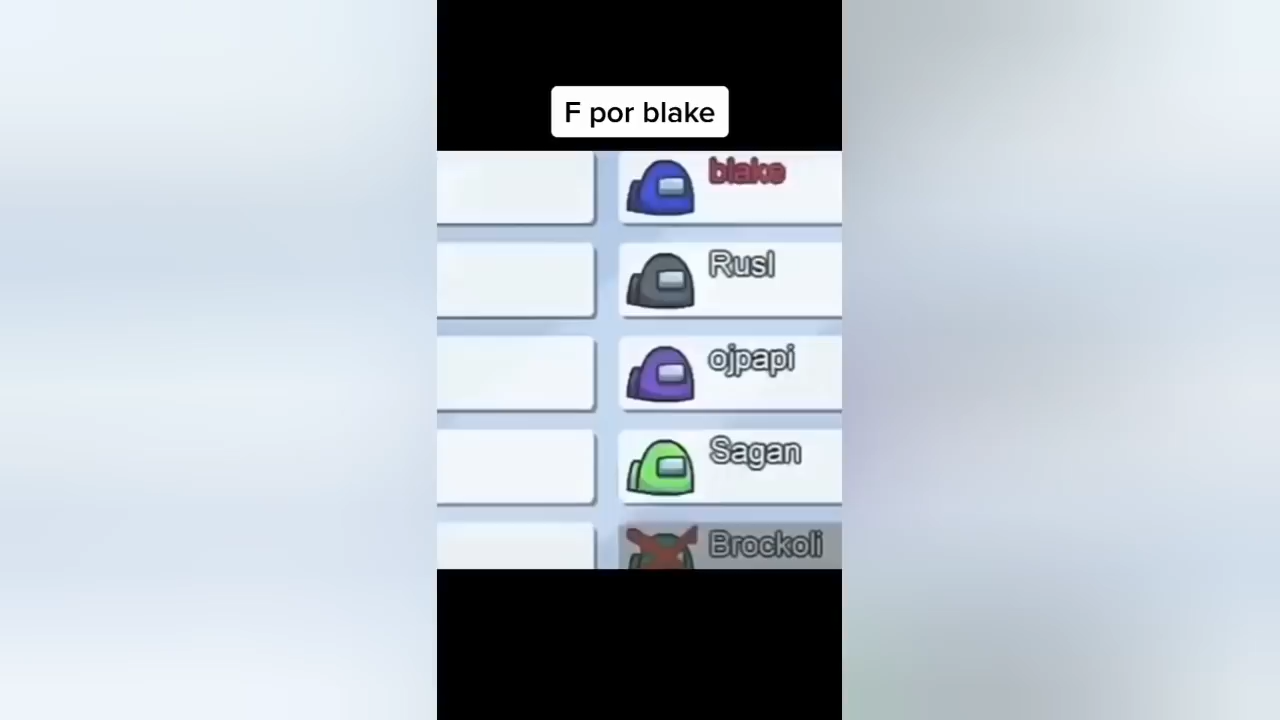 F por blake
blake
Rusl
ojpapi
Sagan
Brockoli